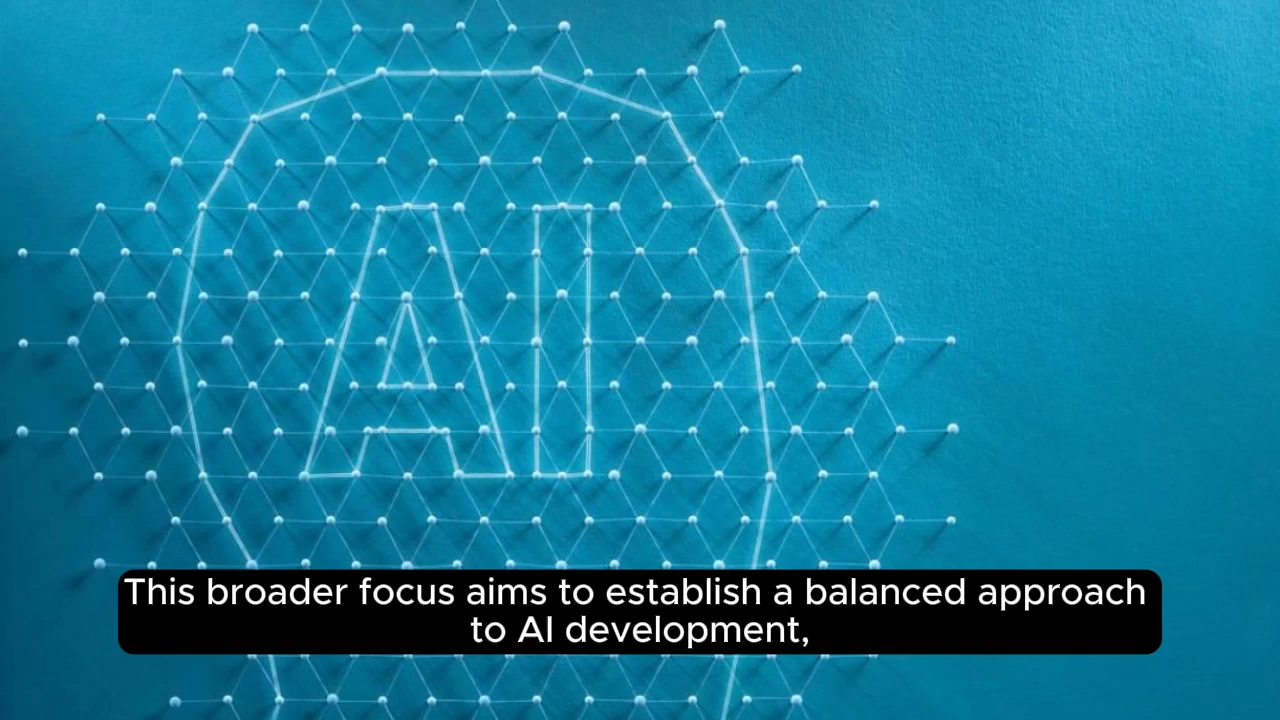 AI
This broader focus aims to establish a balanced approach
to AI development,